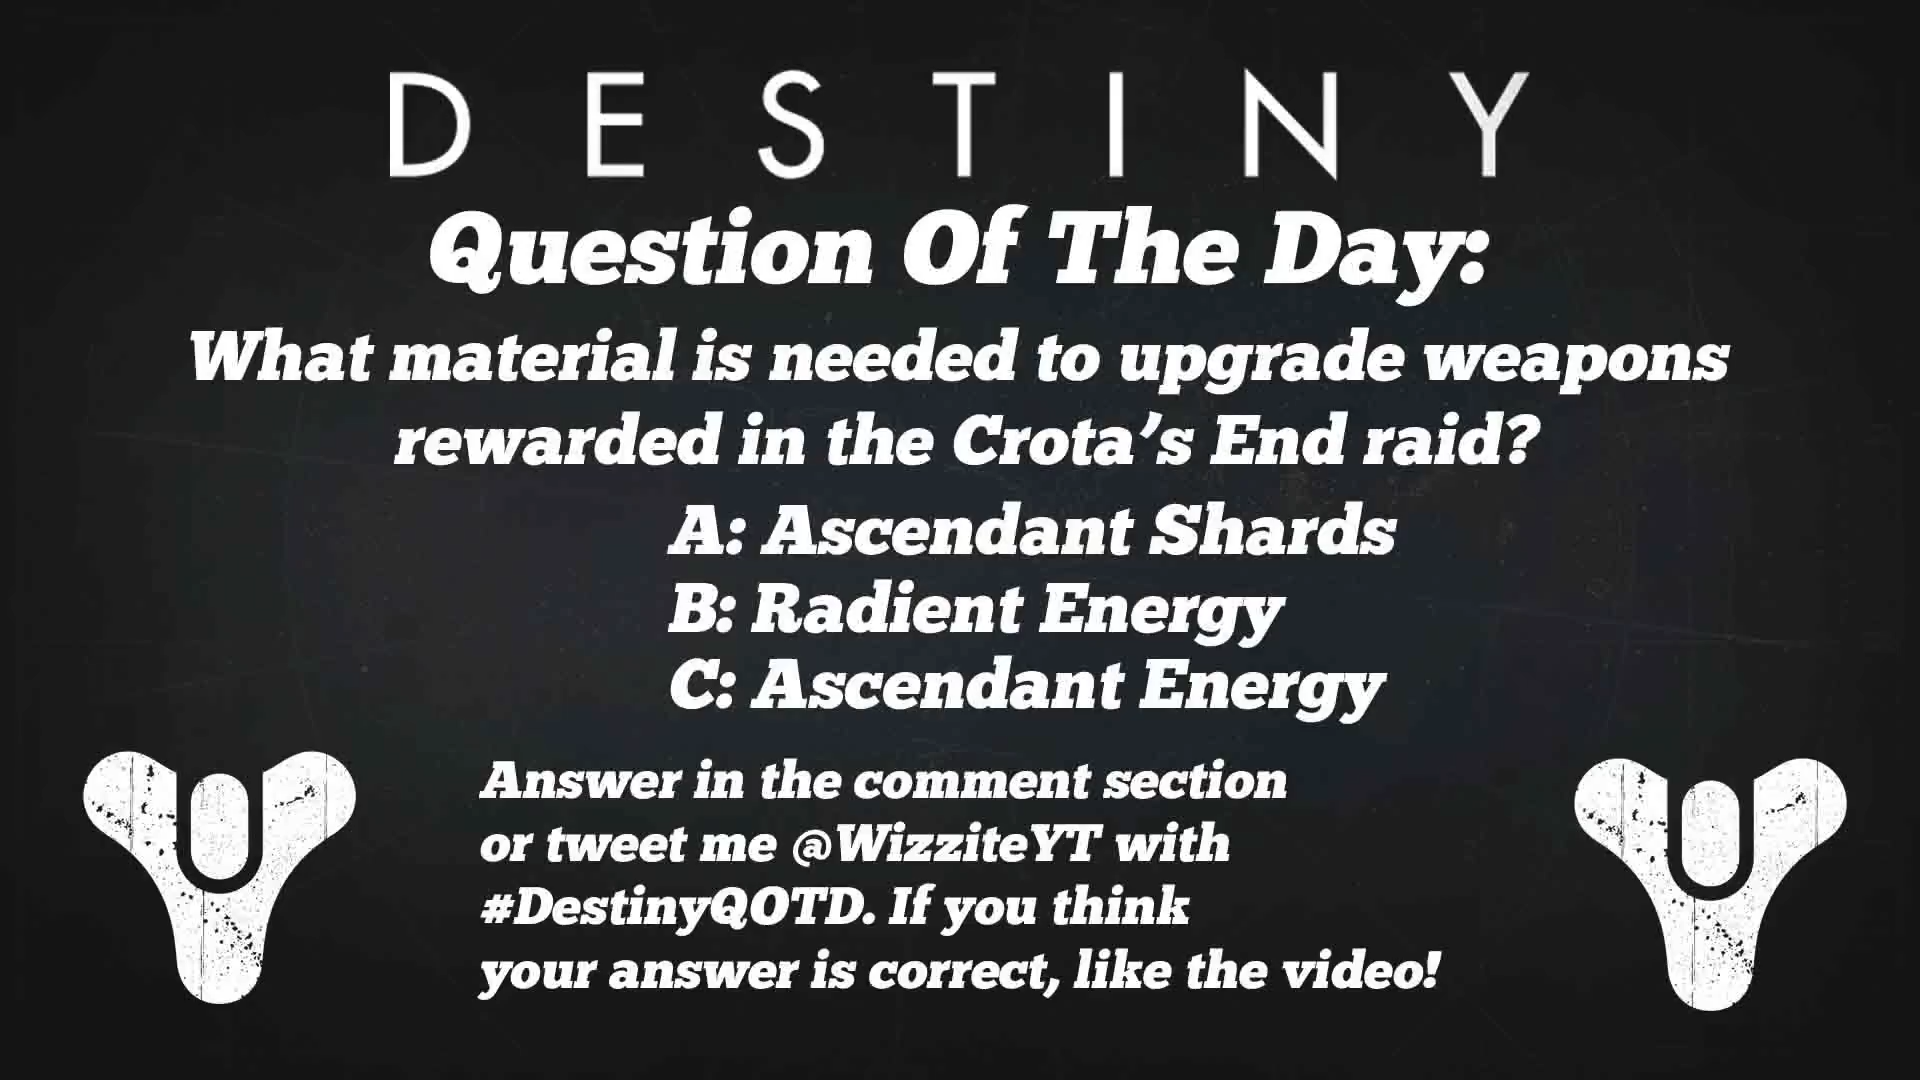 DESTINY
Question Of The Day:
What material is needed to upgrade weapons
rewarded in the Crota’s End raid?
A: Ascendant Shards
B: Radient Energy
C: Ascendant Energy
Answer in the comment section
or tweet me @WizziteYT with
#DestinyQOTD. If you think
your answer is correct, like the video!